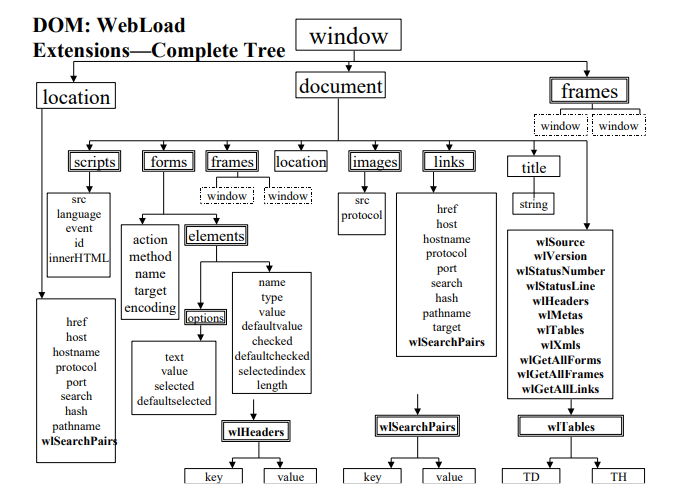 DOM: WebLoad
Extensions—Complete Tree
window
location
document
frames
window
window
scripts
forms
frames
location
images
links
title
window
window
string
src
language
event
id
innerHTML
action
method
name
target
encoding
elements
src
protocol
href
host
hostname
protocol
port
search
hash
pathname
target
wlSearchPairs
wlSource
wlVersion
wlStatusNumber
wlStatusLine
wlHeaders
wlMetas
wlTables
wlXmls
wlGetAllForms
wlGetAllFrames
wlGetAllLinks
href
host
hostname
protocol
port
search
hash
pathname
wlSearchPairs
options
text
value
selected
defaultselected
name
type
value
defaultvalue
checked
defaultchecked
selectedindex
length
wlHeaders
key
value
wlSearchPairs
key
value
wlTables
TD
TH